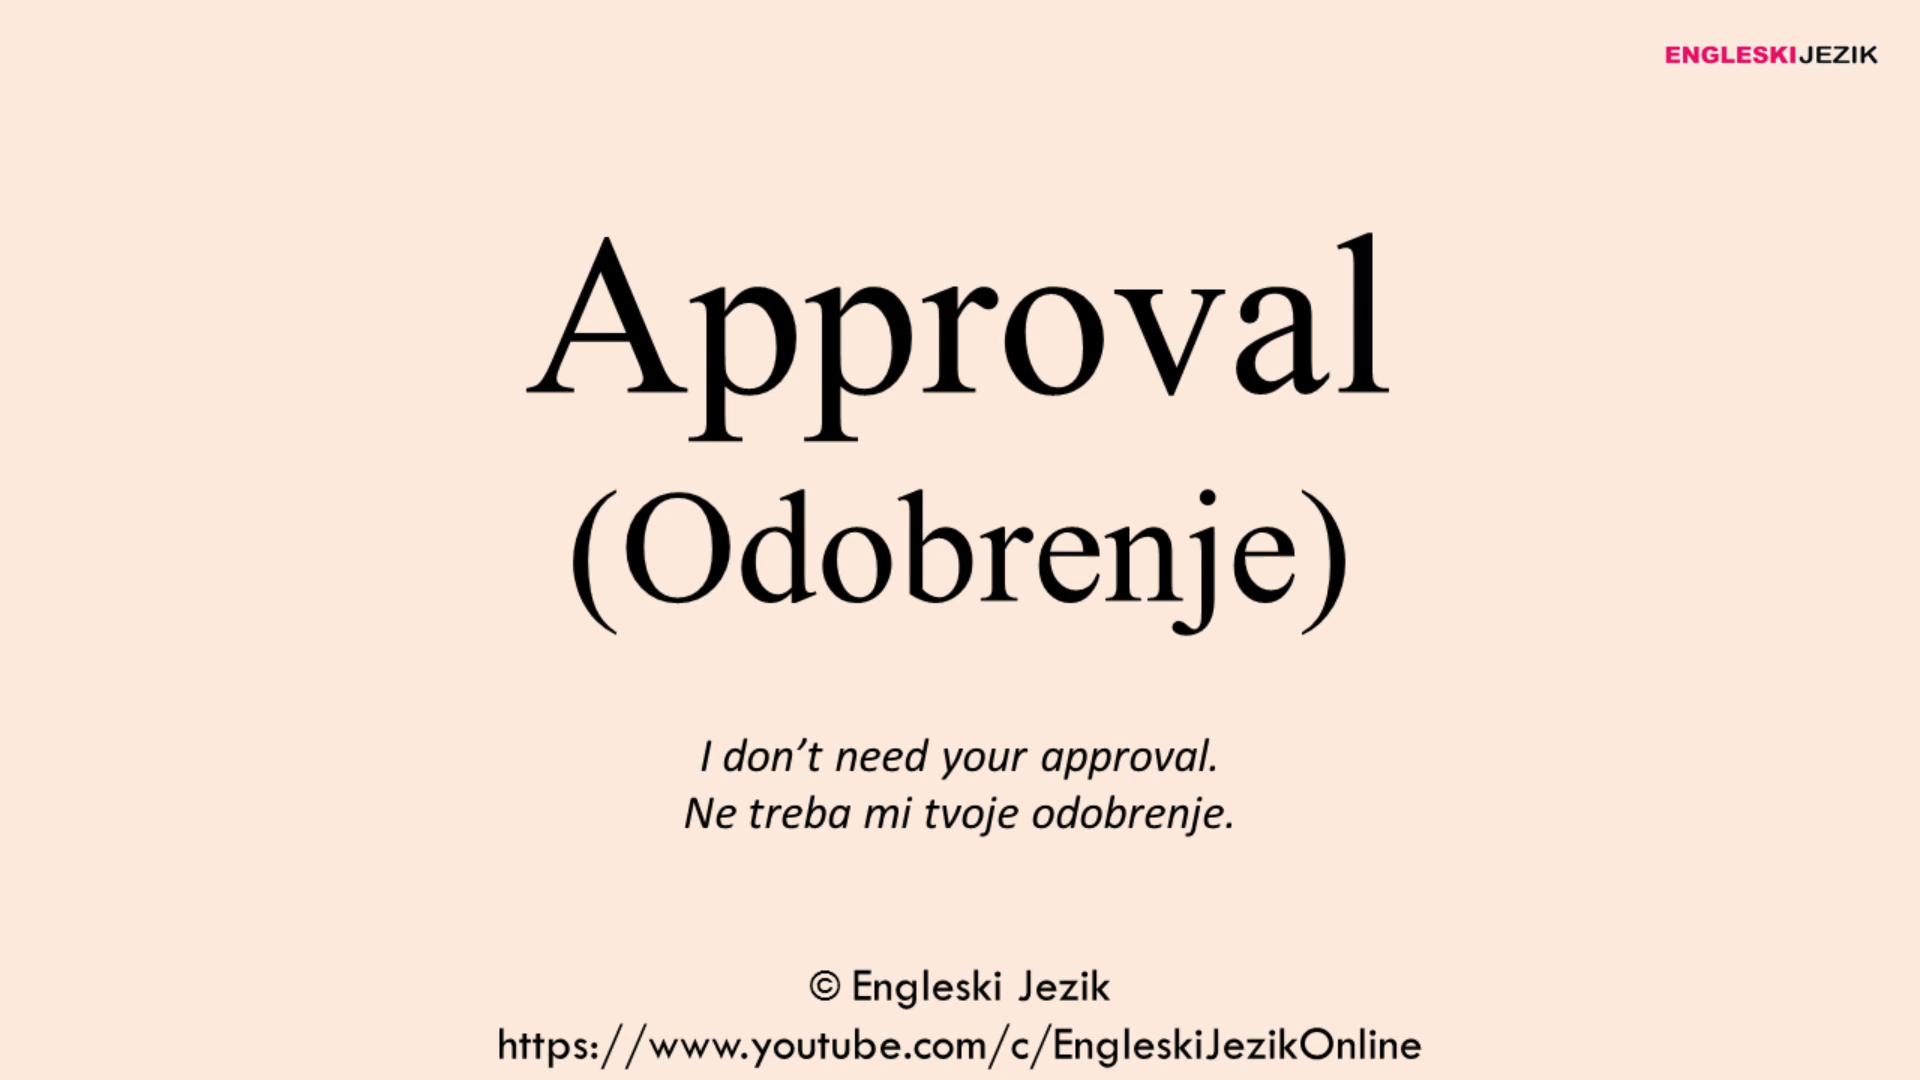 ENGLESKIJEZIK
Approval
(Odobrenje)
I don’t need your approval.
Ne treba mi tvoje odobrenje.
© Engleski Jezik
https://www.youtube.com/c/EngleskiJezikOnline